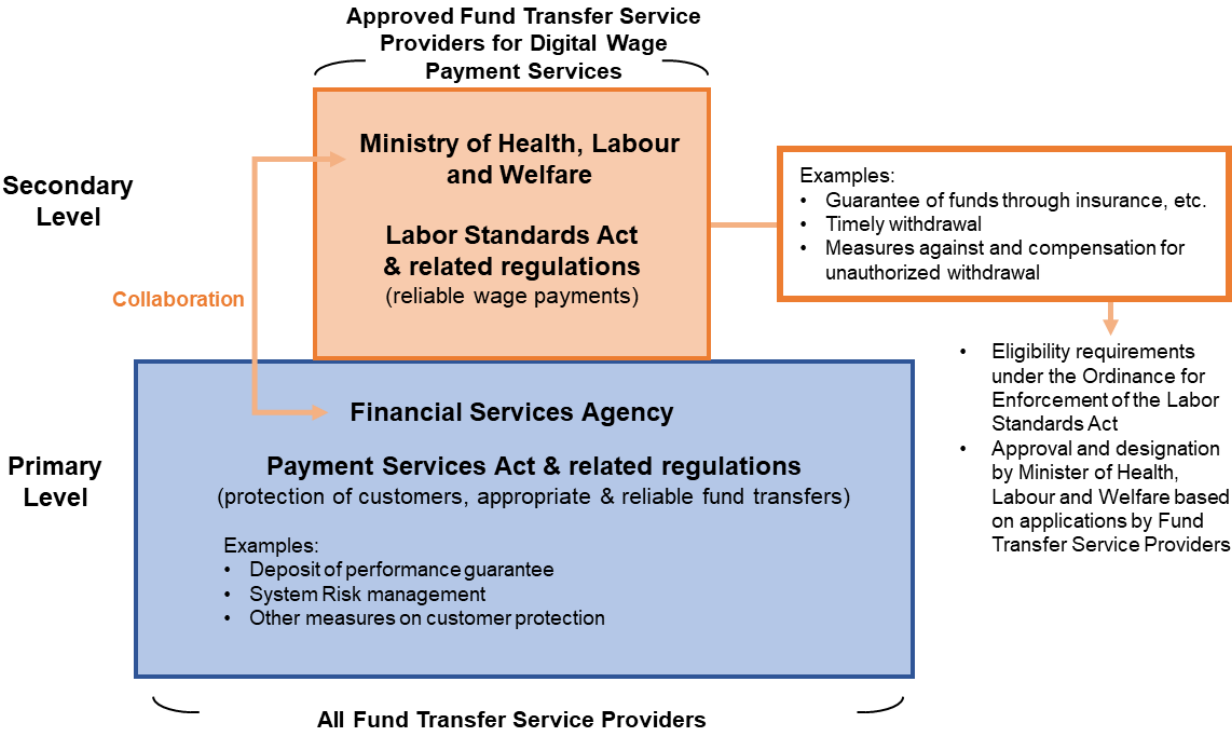 Approved Fund Transfer Service
Providers for Digital Wage
Payment Services
Secondary
Level
Ministry of Health, Labour
and Welfare
Labor Standards Act
& related regulations
(reliable wage payments)
Examples:
• Guarantee of funds through insurance, etc.
• Timely withdrawal
• Measures against and compensation for
unauthorized withdrawal
Collaboration
• Eligibility requirements
under the Ordinance for
Enforcement of the Labor
Standards Act
• Approval and designation
by Minister of Health,
Labour and Welfare based
on applications by Fund
Transfer Service Providers
Primary
Level
Financial Services Agency
Payment Services Act & related regulations
(protection of customers, appropriate & reliable fund transfers)
Examples:
• Deposit of performance guarantee
• System Risk management
• Other measures on customer protection
All Fund Transfer Service Providers